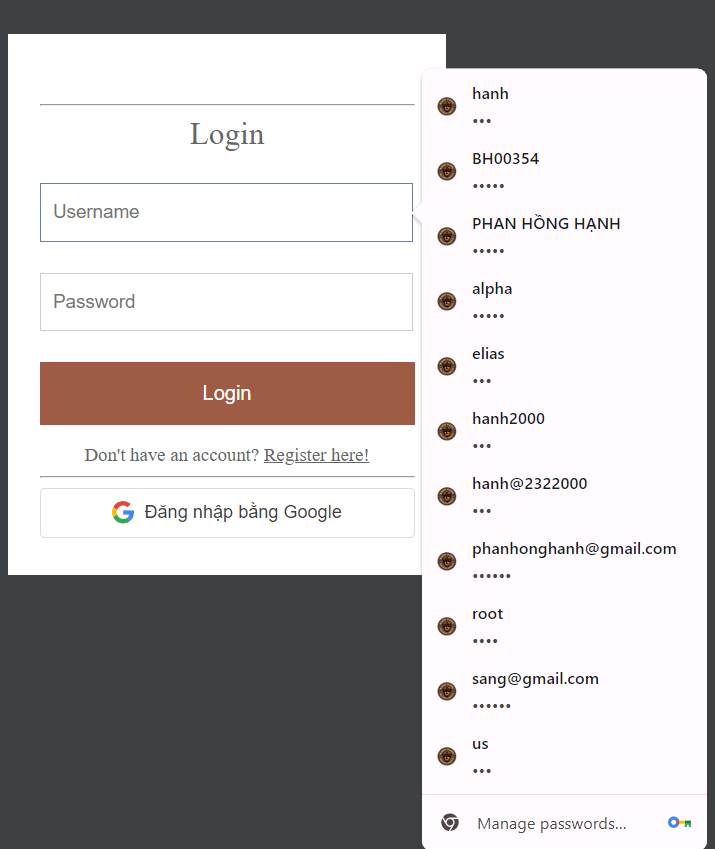 Login
Username
Password
Login
Don't have an account? Register here!
Đăng nhập bằng Google
hanh
•••
BH00354
•••••
PHAN HỒNG HẠNH
•••••
alpha
•••••
elias
•••
hanh2000
•••
hanh@2322000
•••
phanhonghanh@gmail.com
••••••
root
••••
sang@gmail.com
••••••
us
•••
Manage passwords...